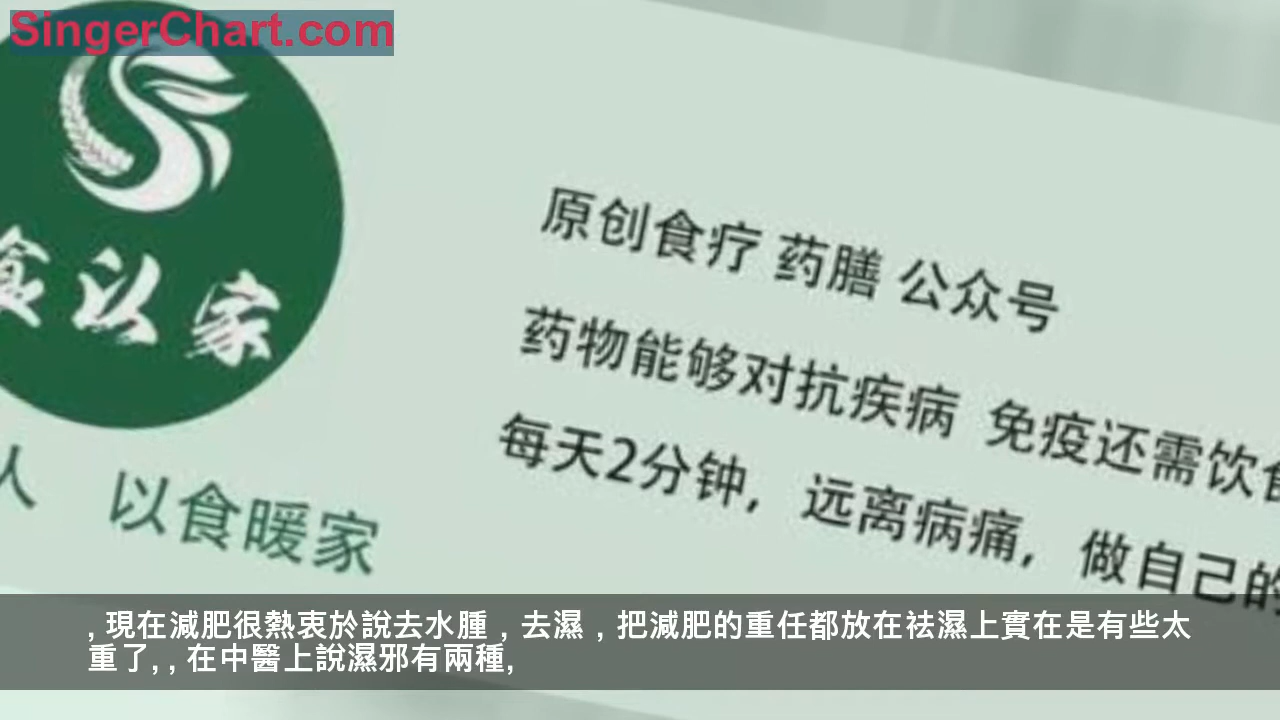 SingerChart.com
食以家
人 以食暖家
原创食疗 药膳 公众号
药物能够对抗疾病 免疫还需饮食
每天2分钟，远离病痛，做自己的
, 現在減肥很熱衷於說去水腫，去濕，把減肥的重任都放在祛濕上實在是有些太
重了, , 在中醫上說濕邪有兩種,